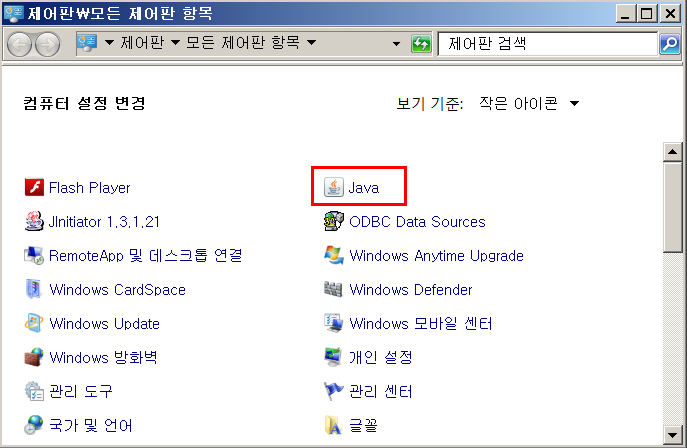 제어판₩모든 제어판 항목
제어판 모든 제어판 항목 제어판 검색
컴퓨터 설정 변경 보기 기준: 작은 아이콘
Flash Player Java
JInitiator 1,3,1,21 ODBC Data Sources
RemoteApp 및 데스크톱 연결 Windows Anytime Upgrade
Windows CardSpace Windows Defender
Windows Update Windows 모바일 센터
Windows 방화벽 개인 설정
관리 도구 관리 센터
국가 및 언어 글꼴